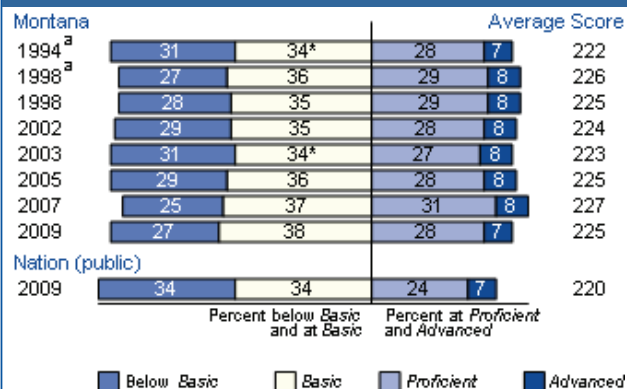 Montana Average Score
1994a 31 34* 28 7 222
1998a 27 36 29 8 226
1998 28 35 29 8 225
2002 29 35 28 8 224
2003 31 34* 27 8 223
2005 29 36 28 8 225
2007 25 37 31 8 227
2009 27 38 28 7 225
Nation (public)
2009 34 34 24 7 220
Percent below Basic Percent at Proficient
and at Basic and Advanced
Below Basic Basic Proficient Advanced